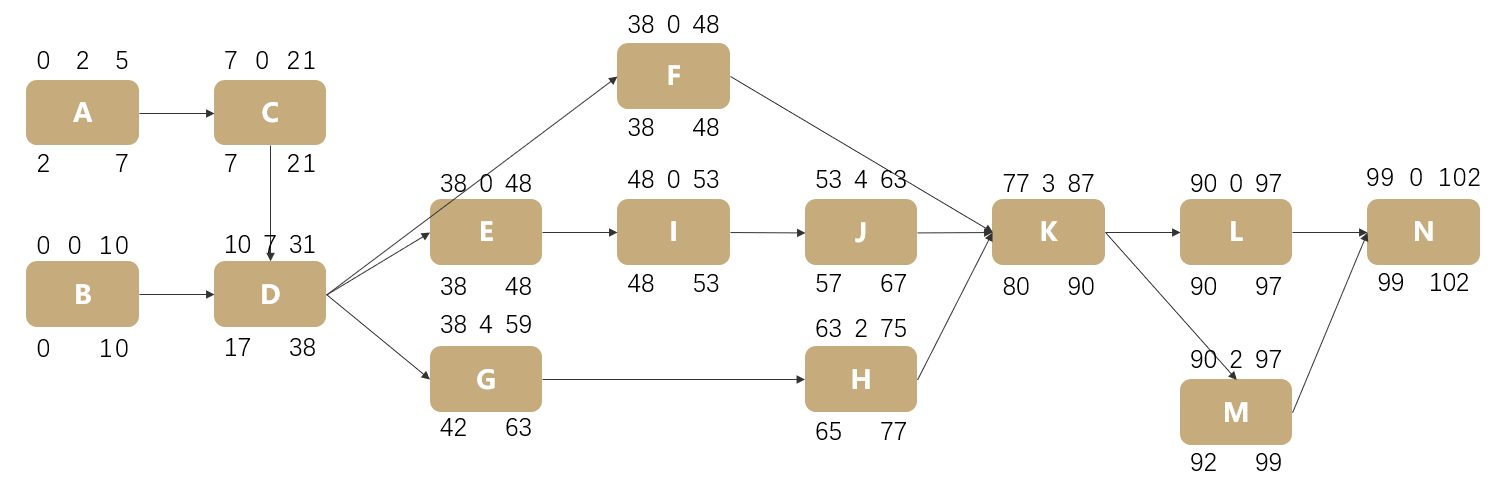 0 2 5
A
2 7
7 0 21
C
7 21
0 0 10
B
0 10
10 7 31
D
17 38
38 0 48
F
38 48
38 0 48
E
38 48
48 0 53
I
48 53
53 4 63
J
57 67
38 4 59
G
42 63
63 2 75
H
65 77
77 3 87
K
80 90
90 0 97
L
90 97
90 2 97
M
92 99
99 0 102
N
99 102